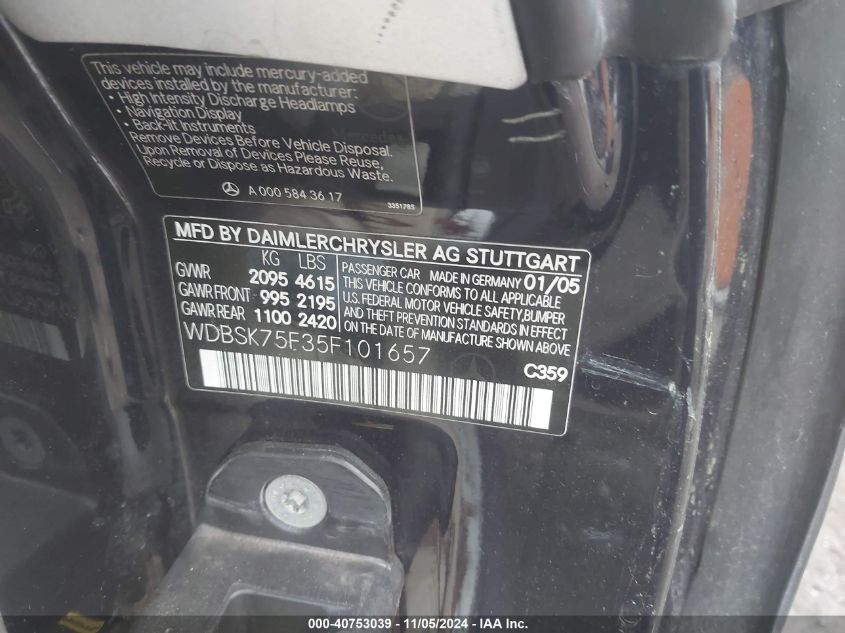 This vehicle may include mercury-added
devices installed by the manufacturer:
• High Intensity Discharge Headlamps
• Navigation Display
• Back-lit Instruments
Remove Devices Before Vehicle Disposal.
Upon Removal of Devices Please Reuse,
Recycle or Dispose as Hazardous Waste.
A 000 584 36 17
3351785
MFD BY DAIMLERCHRYSLER AG STUTTGART
KG LBS
GVWR 2095 4615
GAWR FRONT 995 2195
GAWR REAR 1100 2420
PASSENGER CAR MADE IN GERMANY 01/05
THIS VEHICLE CONFORMS TO ALL APPLICABLE
U.S. FEDERAL MOTOR VEHICLE SAFETY,BUMPER
AND THEFT PREVENTION STANDARDS IN EFFECT
ON THE DATE OF MANUFACTURE SHOWN ABOVE
WDBSK75F35F101657
C359
000-40753039 - 11/05/2024 - IAAI.com